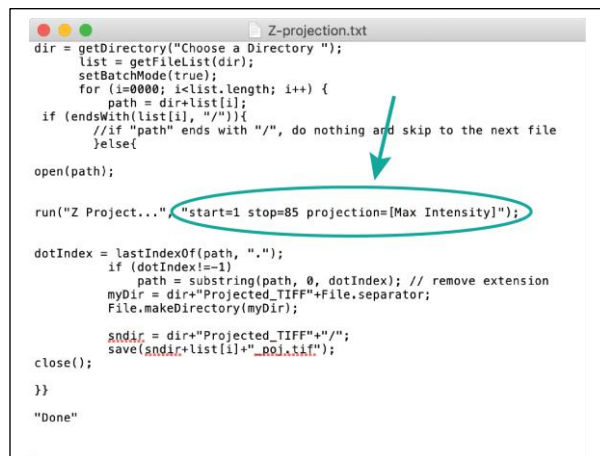 Z-projection.txt
dir = getDirectory("Choose a Directory ");
list = getFileList(dir);
setBatchMode(true);
for (i=0000; i<list.length; i++) {
path = dir+list[i];
if (endsWith(list[i], "/")){
//if "path" ends with "/", do nothing and skip to the next file
}else{
open(path);
run("Z Project...", "start=1 stop=85 projection=[Max Intensity]");
dotIndex = lastIndexOf(path, ".");
if (dotIndex!=-1)
path = substring(path, 0, dotIndex); // remove extension
myDir = dir+"Projected_TIFF"+File.separator;
File.makeDirectory(myDir);
sndir = dir+"Projected_TIFF"+"/";
save(sndir+list[i]+"_poj.tif");
close();
}}
"Done"